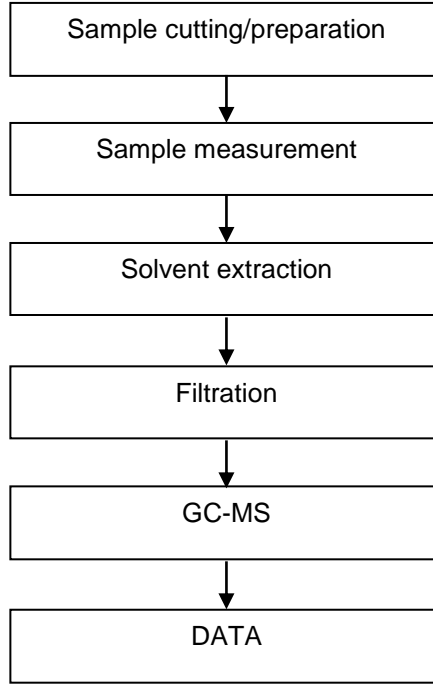 Sample cutting/preparation
Sample measurement
Solvent extraction
Filtration
GC-MS
DATA